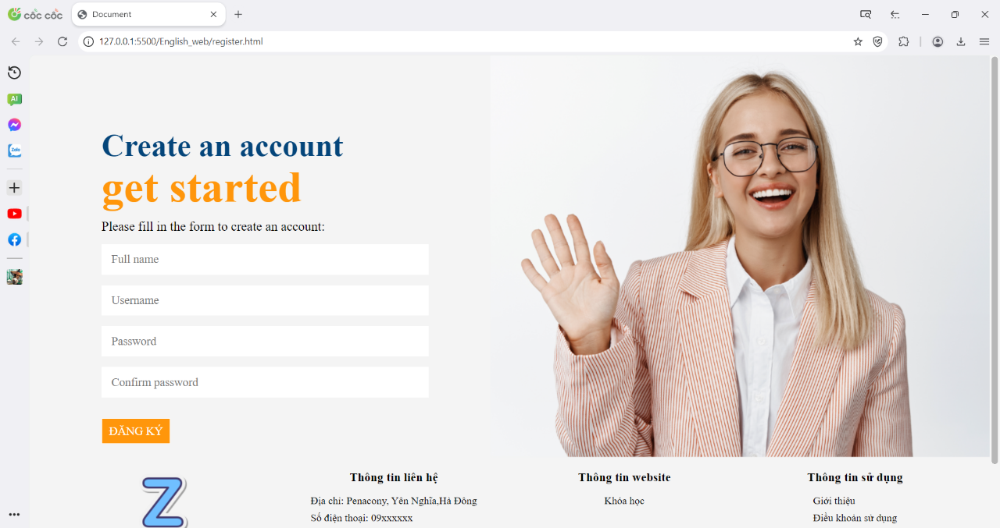 cốc cốc
Document
127.0.0.1:5500/English_web/register.html
AI
Zalo
Create an account
get started
Please fill in the form to create an account:
Full name
Username
Password
Confirm password
ĐĂNG KÝ
Z
Thông tin liên hệ
Địa chỉ: Penacony, Yên Nghĩa,Hà Đông
Số điện thoại: 09xxxxxx
Thông tin website
Khóa học
Thông tin sử dụng
Giới thiệu
Điều khoản sử dụng